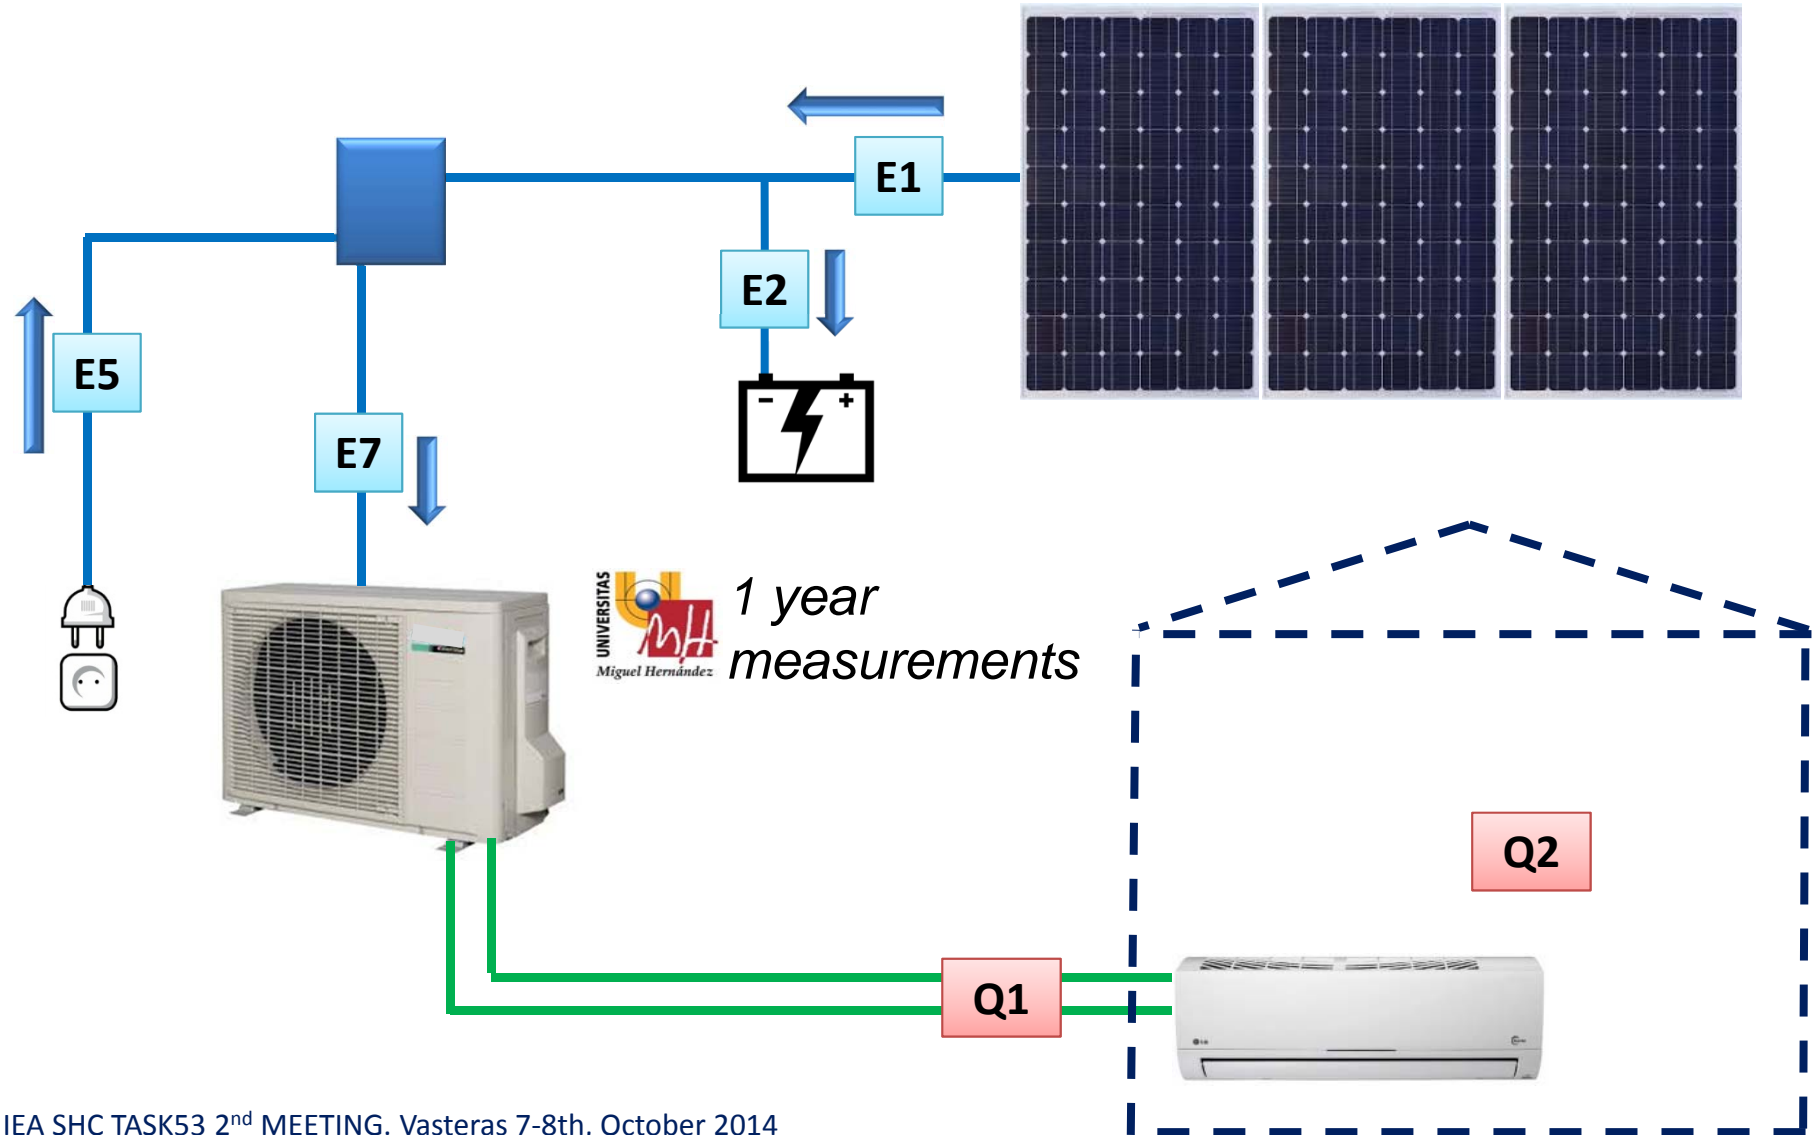 E1
E2
E5
E7
- +
UNIVERSITAS
Miguel Hernández
1 year
measurements
Q2
Q1
LG
IEA SHC TASK53 2nd MEETING. Vasteras 7-8th. October 2014